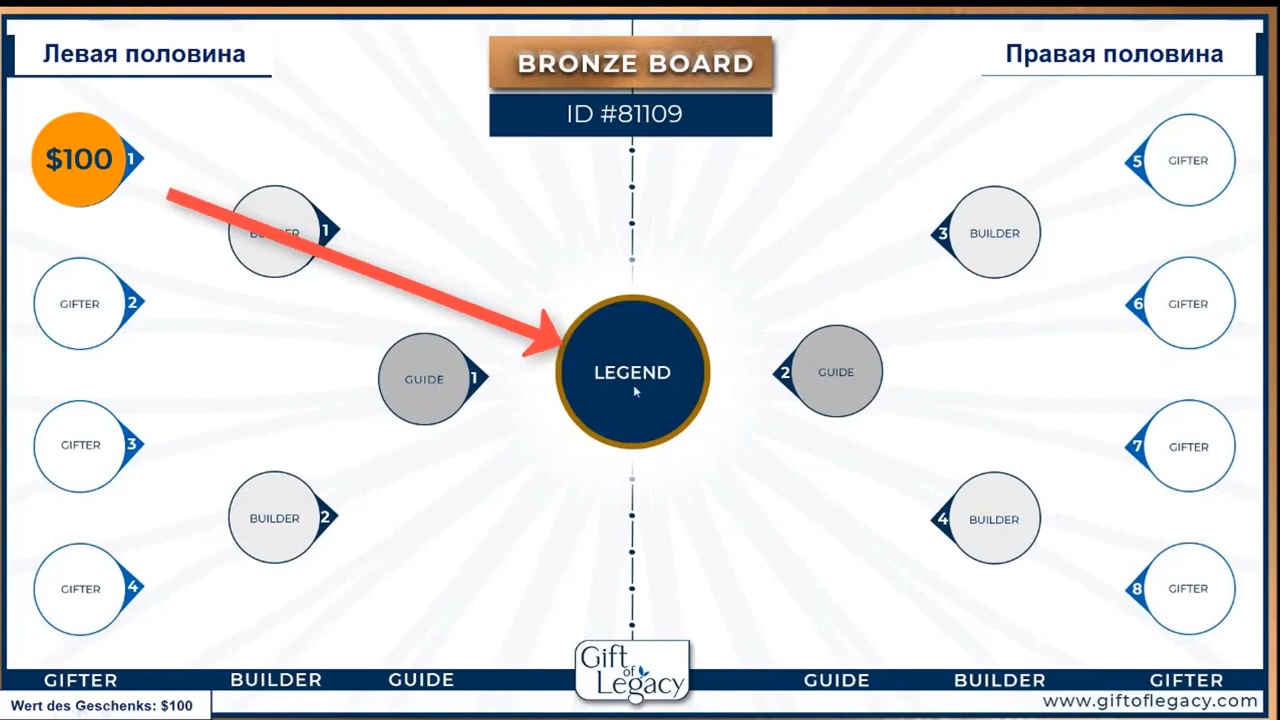 Левая половина
BRONZE BOARD
Правая половина
ID #81109
$100
1
5
GIFTER
BUILDER
1
3
BUILDER
GIFTER
2
6
GIFTER
GUIDE
1
LEGEND
2
GUIDE
GIFTER
3
7
GIFTER
BUILDER
2
4
BUILDER
GIFTER
4
8
GIFTER
Gift
of
Legacy
GIFTER
BUILDER
GUIDE
GUIDE
BUILDER
GIFTER
Wert des Geschenks: $100
www.giftoflegacy.com